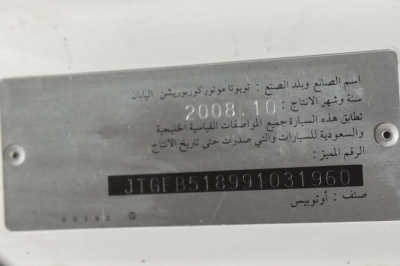 اسم الصانع وبلد الصنع : تويوتا موتور كوربوريشن اليابان
سنة وشهر الانتاج : 2008.10
تطابق هذه السيارة جميع المواصفات القياسية الخليجية
والسعودية للسيارات والتي صدرت حتى تاريخ الانتاج
الرقم المميز :
JTGFB518991031960
صنف : أوتوبيس